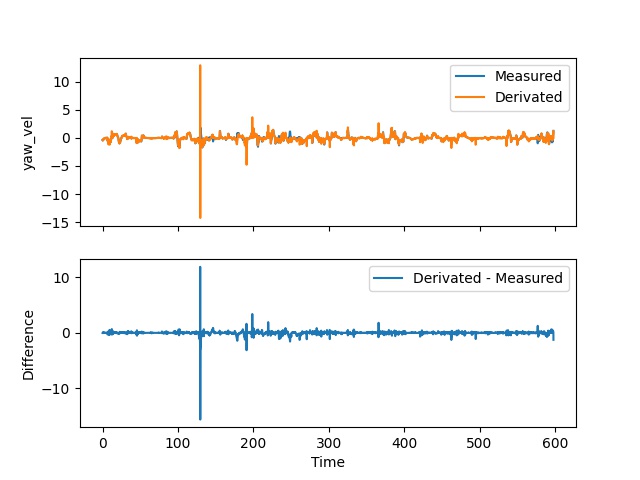 10
5
0
−5
−10
−15
yaw_vel
Measured
Derivated
10
0
−10
Difference
Derivated - Measured
0
100
200
300
400
500
600
Time